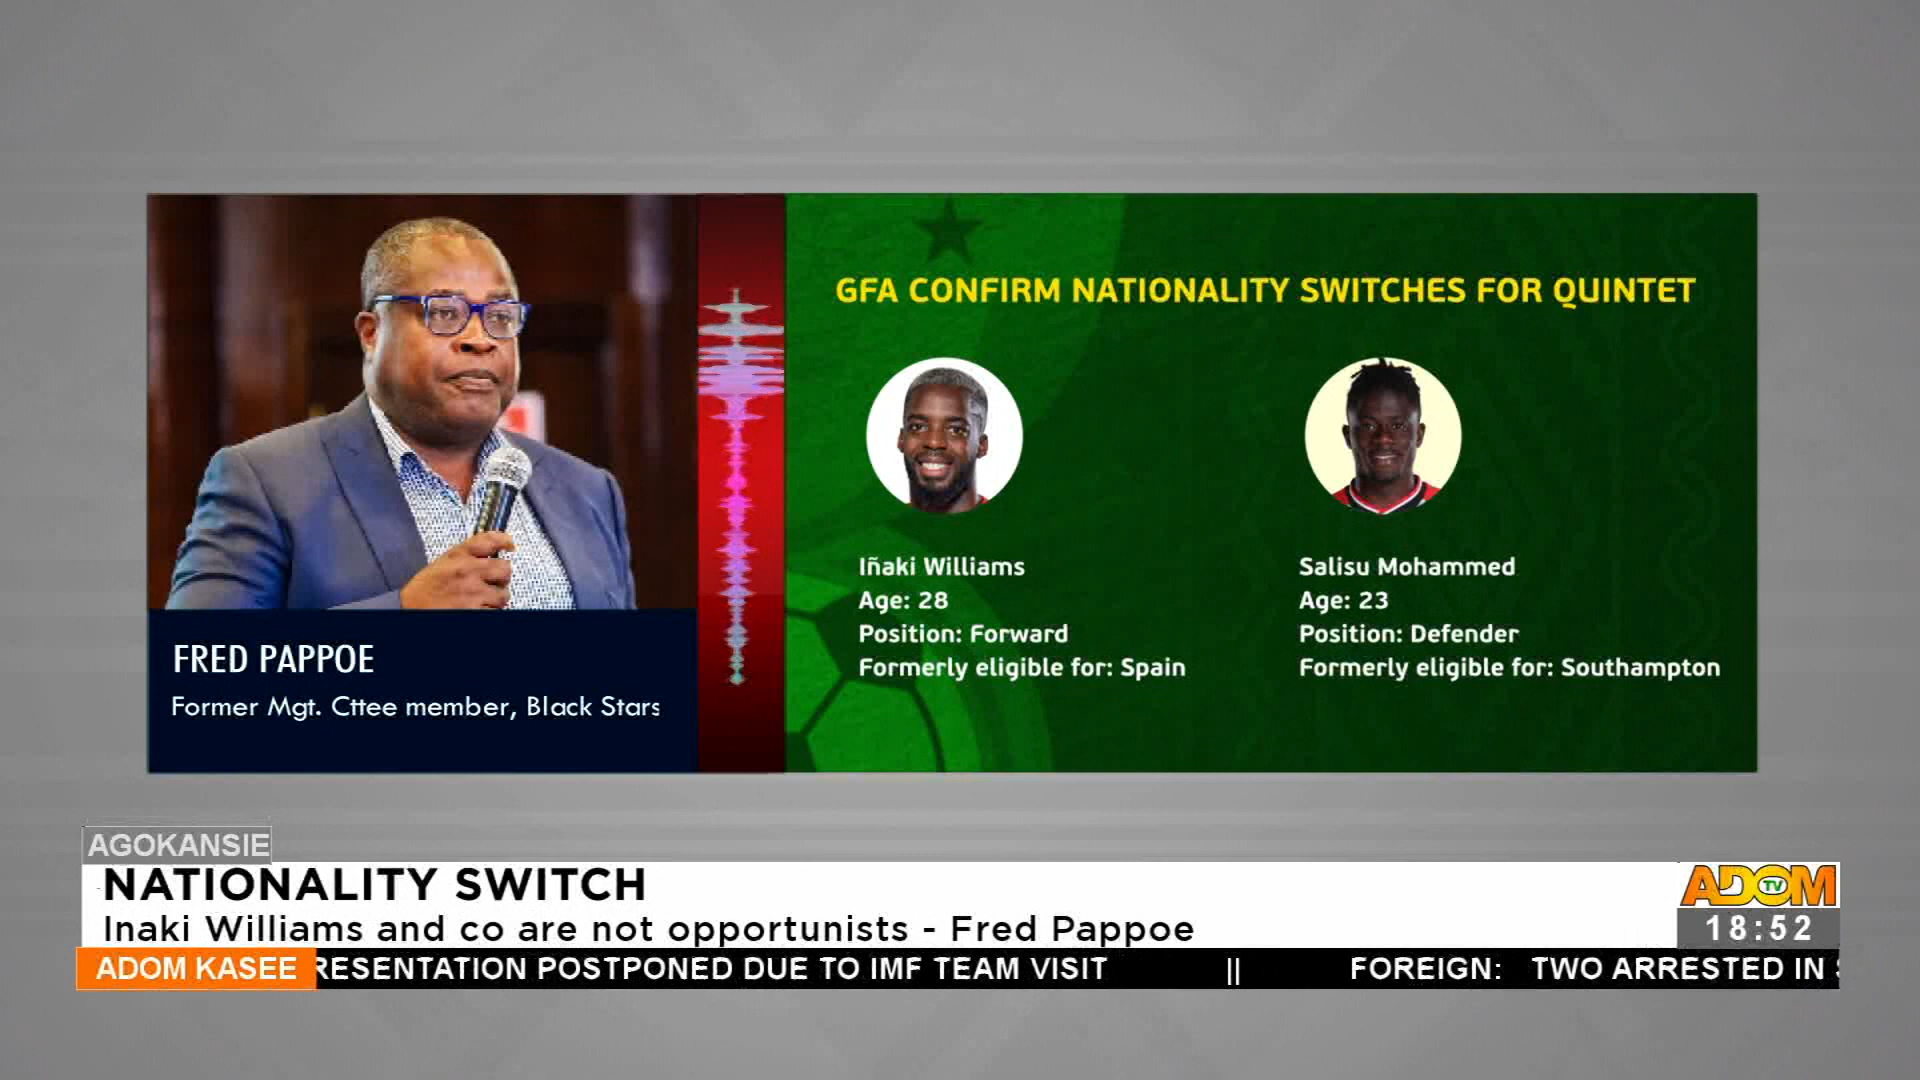 GFA CONFIRM NATIONALITY SWITCHES FOR QUINTET
Iñaki Williams
Age: 28
Position: Forward
Formerly eligible for: Spain
Salisu Mohammed
Age: 23
Position: Defender
Formerly eligible for: Southampton
FRED PAPPOE
Former Mgt. Cttee member, Black Stars
AGOKANSIE
NATIONALITY SWITCH
Inaki Williams and co are not opportunists - Fred Pappoe
ADOM TV
18:52
ADOM KASEE RESENTATION POSTPONED DUE TO IMF TEAM VISIT || FOREIGN: TWO ARRESTED IN